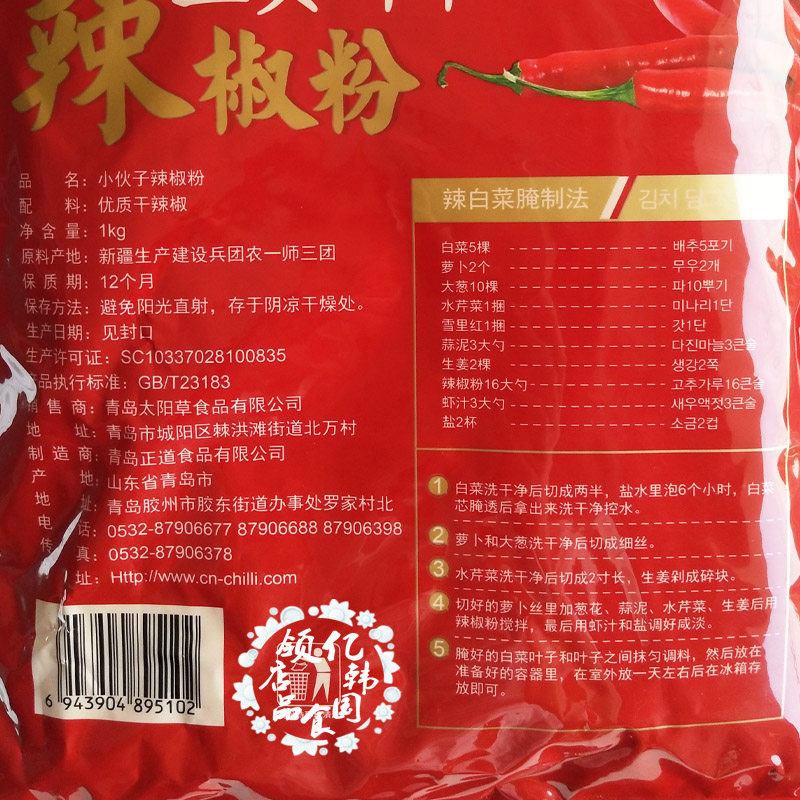 辣椒粉
品 名：小伙子辣椒粉
配 料：优质干辣椒
净 含 量：1kg
原料产地：新疆生产建设兵团农一师三团
保 质 期：12个月
保存方法：避免阳光直射，存于阴凉干燥处。
生产日期：见封口
生产许可证：SC10337028100835
品执行标准：GB/T23183
销 售 商：青岛太阳草食品有限公司
地 址：青岛市城阳区棘洪滩街道北万村
制 造 商：青岛正道食品有限公司
产 地：山东省青岛市
地 址：青岛胶州市胶东街道办事处罗家村北
电 话：0532-87906677 87906688 87906398
传 真：0532-87906378
址：Http://www.cn-chilli.com
6 943904 895102
亿韩国食品店领
辣白菜腌制法 김치 담
白菜5棵 배추5포기
萝卜2个 무우2개
大葱10棵 파10뿌기
水芹菜1捆 미나리1단
雪里红1捆 갓1단
蒜泥3大勺 다진마늘3큰술
生姜2棵 생강2쪽
辣椒粉16大勺 고추가루16큰술
虾汁3大勺 새우액젓3큰술
盐2杯 소금2컵
1 白菜洗干净后切成两半，盐水里泡6个小时，白菜
芯腌透后拿出来洗干净控水。
2 萝卜和大葱洗干净后切成细丝。
3 水芹菜洗干净后切成2寸长，生姜剁成碎块。
4 切好的萝卜丝里加葱花、蒜泥、水芹菜、生姜后用
辣椒粉搅拌，最后用虾汁和盐调好咸淡。
5 腌好的白菜叶子和叶子之间抹匀调料，然后放在
准备好的容器里，在室外放一天左右后在冰箱存
放即可。